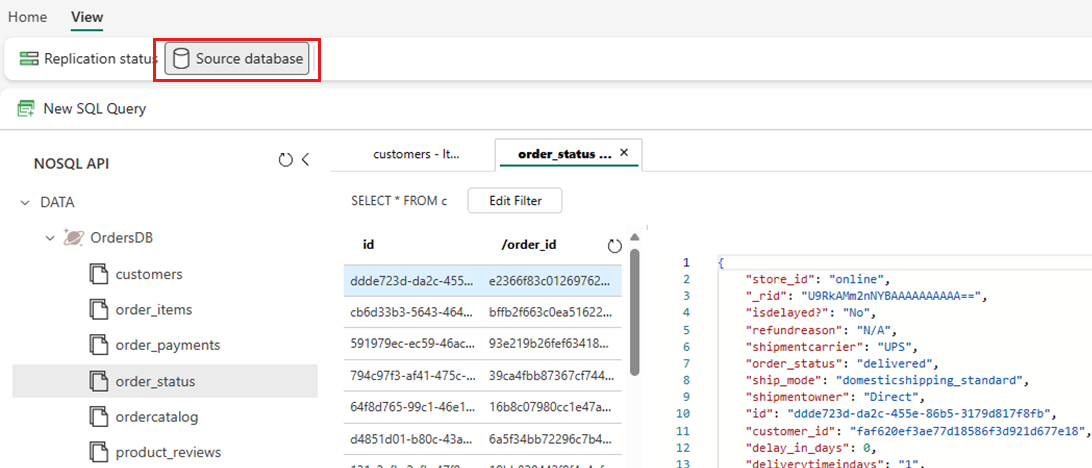 Home View
Replication status Source database
New SQL Query
NOSQL API
DATA
OrdersDB
customers
order_items
order_payments
order_status
ordercatalog
product_reviews
customers - It...
order_status ... ×
SELECT * FROM c Edit Filter
id /order_id
ddde723d-da2c-455... e2366f83c01269762...
cb6d33b3-5643-464... bffb2f663c0ea51622...
591979ec-ec59-46ac... 93e219b26fef63418...
794c97f3-af41-475c-... 39ca4fbb87367cf744...
64f8d765-99c1-46e1... 16b8c07980cc1e47a...
d4851d01-b80c-43a... 6a5f34bb72296c7b4...
1 {
2 "store_id": "online",
3 "_rid": "U9RkAMm2nNYBAAAAAAAAAA==",
4 "isdelayed?": "No",
5 "refundreason": "N/A",
6 "shipmentcarrier": "UPS",
7 "order_status": "delivered",
8 "ship_mode": "domesticshipping_standard",
9 "shipmentowner": "Direct",
10 "id": "ddde723d-da2c-455e-86b5-3179d817f8fb",
11 "customer_id": "faf620ef3ae77d18586f3d921d677e18",
12 "delay_in_days": 0,
13 "deliverytimeindays": "1",